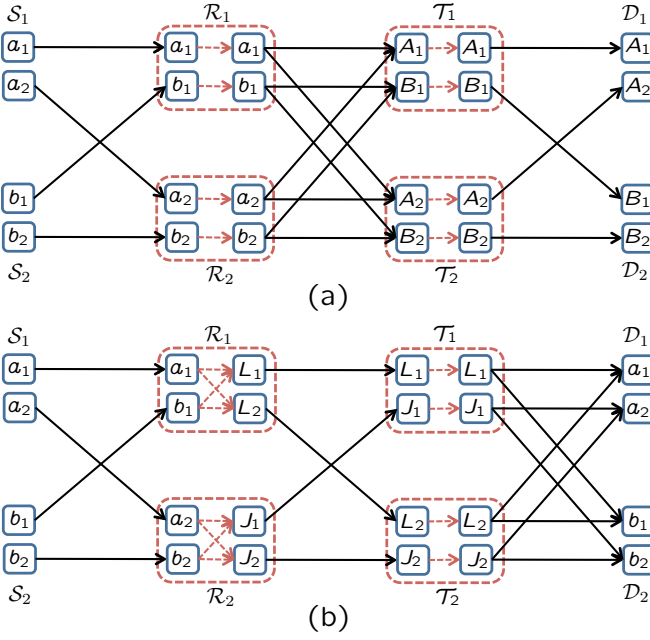 S₁ R₁ T₁ D₁
a₁ a₁ a₁ A₁ A₁ A₁
a₂ b₁ b₁ B₁ B₁ A₂
b₁ a₂ a₂ A₂ A₂ B₁
b₂ b₂ b₂ B₂ B₂ B₂
S₂ R₂ T₂ D₂
(a)
S₁ R₁ T₁ D₁
a₁ a₁ L₁ L₁ L₁ a₁
a₂ b₁ L₂ J₁ J₁ a₂
b₁ a₂ J₁ L₂ L₂ b₁
b₂ b₂ J₂ J₂ J₂ b₂
S₂ R₂ T₂ D₂
(b)